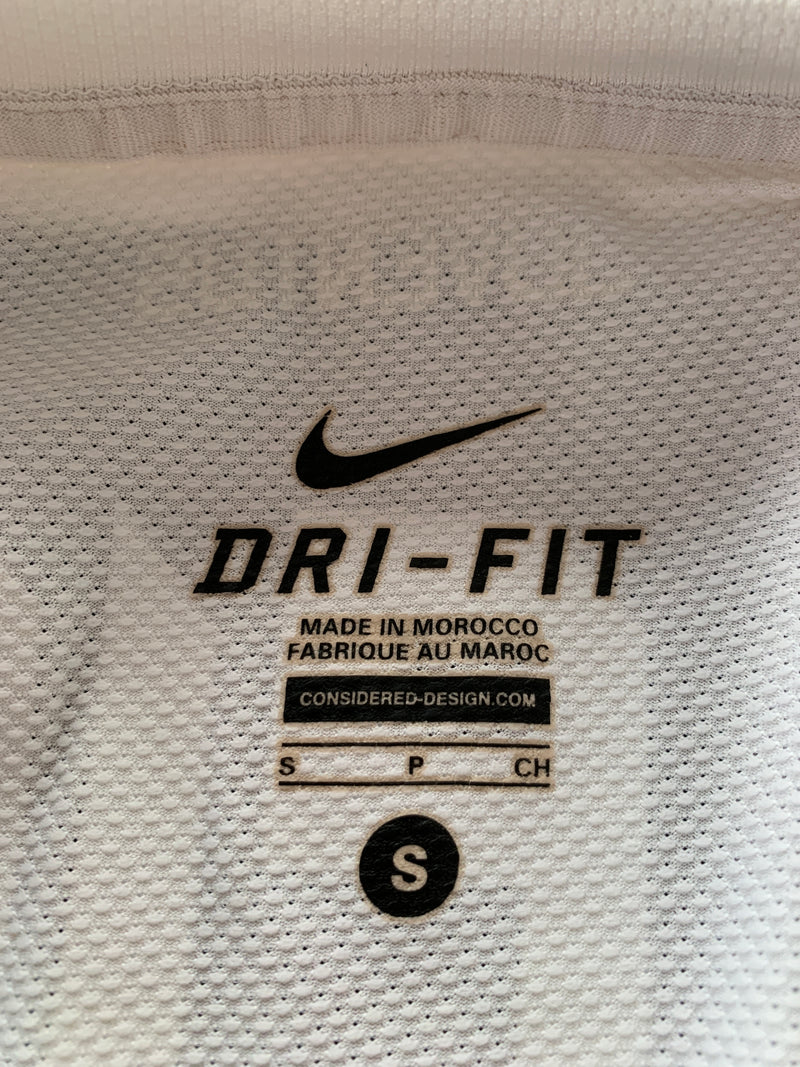 DRI-FIT
MADE IN MOROCCO
FABRIQUE AU MAROC
CONSIDERED-DESIGN.COM
S P CH
S